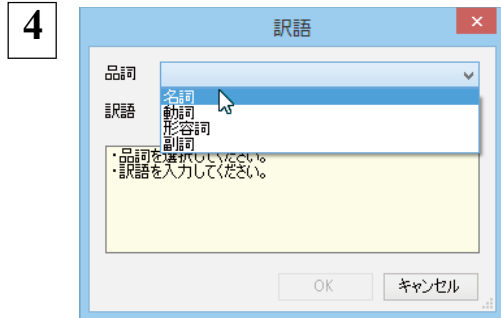 4
訳語
×
品詞
名詞
訳語
動詞
形容詞
副詞
・品詞を選択してください。
・訳語を入力してください。
OK
キャンセル